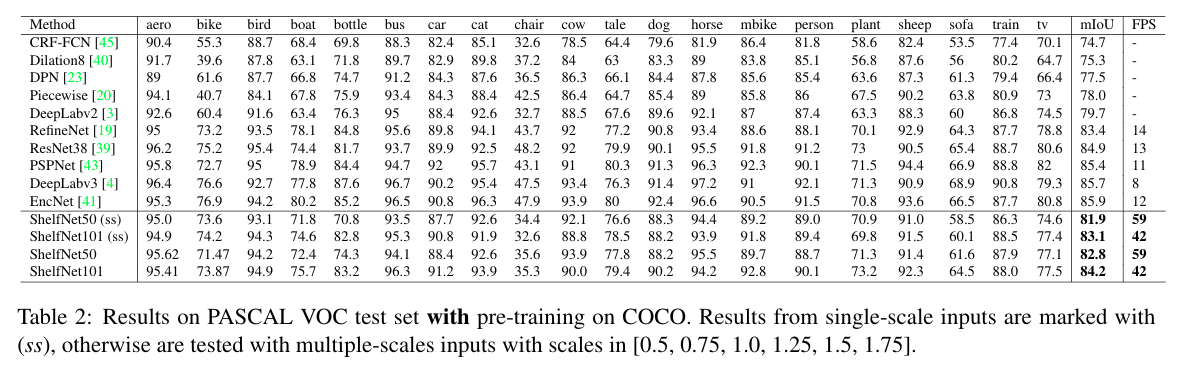 Method aero bike bird boat bottle bus car cat chair cow tale dog horse mbike person plant sheep sofa train tv mIoU FPS
CRF-FCN [45] 90.4 55.3 88.7 68.4 69.8 88.3 82.4 85.1 32.6 78.5 64.4 79.6 81.9 86.4 81.8 58.6 82.4 53.5 77.4 70.1 74.7 -
Dilation8 [40] 91.7 39.6 87.8 63.1 71.8 89.7 82.9 89.8 37.2 84 63 83.3 89 83.8 85.1 56.8 87.6 56 80.2 64.7 75.3 -
DPN [23] 89 61.6 87.7 66.8 74.7 91.2 84.3 87.6 36.5 86.3 66.1 84.4 87.8 85.6 85.4 63.6 87.3 61.3 79.4 66.4 77.5 -
Piecewise [20] 94.1 40.7 84.1 67.8 75.9 93.4 84.3 88.4 42.5 86.4 64.7 85.4 89 85.8 86 67.5 90.2 63.8 80.9 73 78.0 -
DeepLabv2 [3] 92.6 60.4 91.6 63.4 76.3 95 88.4 92.6 32.7 88.5 67.6 89.6 92.1 87 87.4 63.3 88.3 60 86.8 74.5 79.7 -
RefineNet [19] 95 73.2 93.5 78.1 84.8 95.6 89.8 94.1 43.7 92 77.2 90.8 93.4 88.6 88.1 70.1 92.9 64.3 87.7 78.8 83.4 14
ResNet38 [39] 96.2 75.2 95.4 74.4 81.7 93.7 89.9 92.5 48.2 92 79.9 90.1 95.5 91.8 91.2 73 90.5 65.4 88.7 80.6 84.9 13
PSPNet [43] 95.8 72.7 95 78.9 84.4 94.7 92 95.7 43.1 91 80.3 91.3 96.3 92.3 90.1 71.5 94.4 66.9 88.8 82 85.4 11
DeepLabv3 [4] 96.4 76.6 92.7 77.8 87.6 96.7 90.2 95.4 47.5 93.4 76.3 91.4 97.2 91 92.1 71.3 90.9 68.9 90.8 79.3 85.7 8
EncNet [41] 95.3 76.9 94.2 80.2 85.2 96.5 90.8 96.3 47.9 93.9 80 92.4 96.6 90.5 91.5 70.8 93.6 66.5 87.7 80.8 85.9 12
ShelfNet50 (ss) 95.0 73.6 93.1 71.8 70.8 93.5 87.7 92.6 34.4 92.1 76.6 88.3 94.4 89.2 89.0 70.9 91.0 58.5 86.3 74.6 81.9 59
ShelfNet101 (ss) 94.9 74.2 94.3 74.6 82.8 95.3 90.8 91.9 32.6 88.8 78.5 88.2 93.9 91.8 89.4 69.8 91.5 60.1 88.5 77.4 83.1 42
ShelfNet50 95.62 71.47 94.2 72.4 74.3 94.1 88.4 92.6 35.6 93.9 77.8 88.2 95.5 89.7 88.7 71.3 91.4 61.6 87.9 77.1 82.8 59
ShelfNet101 95.41 73.87 94.9 75.7 83.2 96.3 91.2 93.9 35.3 90.0 79.4 90.2 94.2 92.8 90.1 73.2 92.3 64.5 88.0 77.5 84.2 42
Table 2: Results on PASCAL VOC test set with pre-training on COCO. Results from single-scale inputs are marked with
(ss), otherwise are tested with multiple-scales inputs with scales in [0.5, 0.75, 1.0, 1.25, 1.5, 1.75].